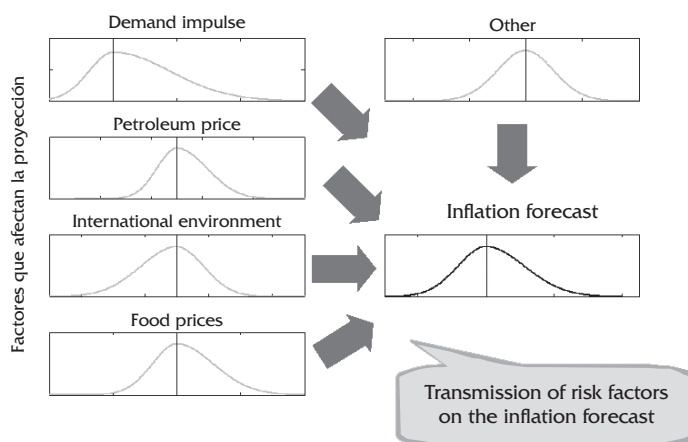 Factores que afectan la proyección
Demand impulse
Petroleum price
International environment
Food prices
Other
Inflation forecast
Transmission of risk factors
on the inflation forecast